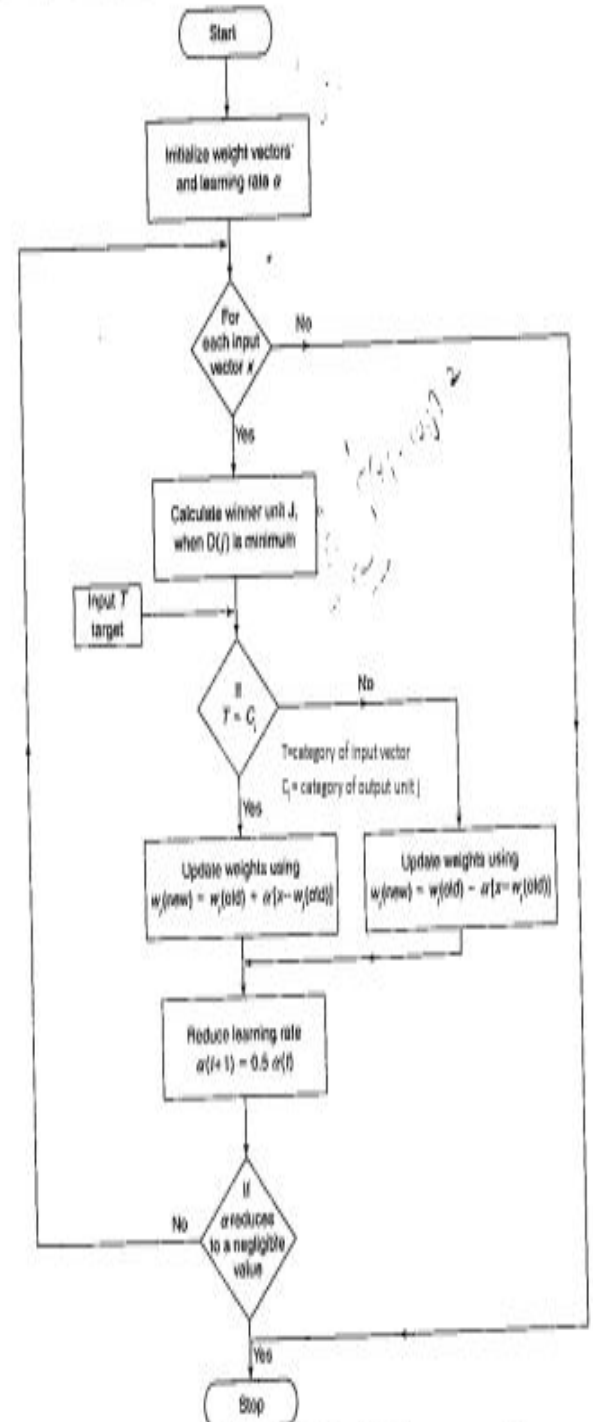 Start
Initialize weight vectors
and learning rate α
For
each input
vector x
No
Yes
Calculate winner unit J,
when D(j) is minimum
Input T
target
If
T = Cj
No
T=category of input vector
Cj= category of output unit j
Yes
Update weights using
wj(new) = wj(old) + α[x−wj(old)]
Update weights using
wj(new) = wj(old) − α[x−wj(old)]
Reduce learning rate
α(t+1) = 0.5 α(t)
If
α reduces
to a negligible
value
No
Yes
Stop